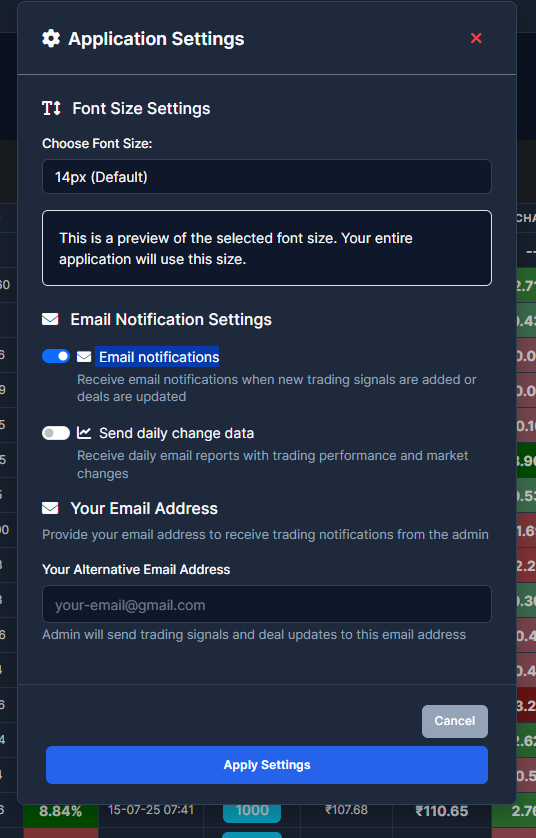 Application Settings
Font Size Settings
Choose Font Size:
14px (Default)
This is a preview of the selected font size. Your entire
application will use this size.
Email Notification Settings
Email notifications
Receive email notifications when new trading signals are added or
deals are updated
Send daily change data
Receive daily email reports with trading performance and market
changes
Your Email Address
Provide your email address to receive trading notifications from the admin
Your Alternative Email Address
your-email@gmail.com
Admin will send trading signals and deal updates to this email address
Cancel
Apply Settings
8.84% 15-07-25 07:41 1000 ₹107.68 ₹110.65